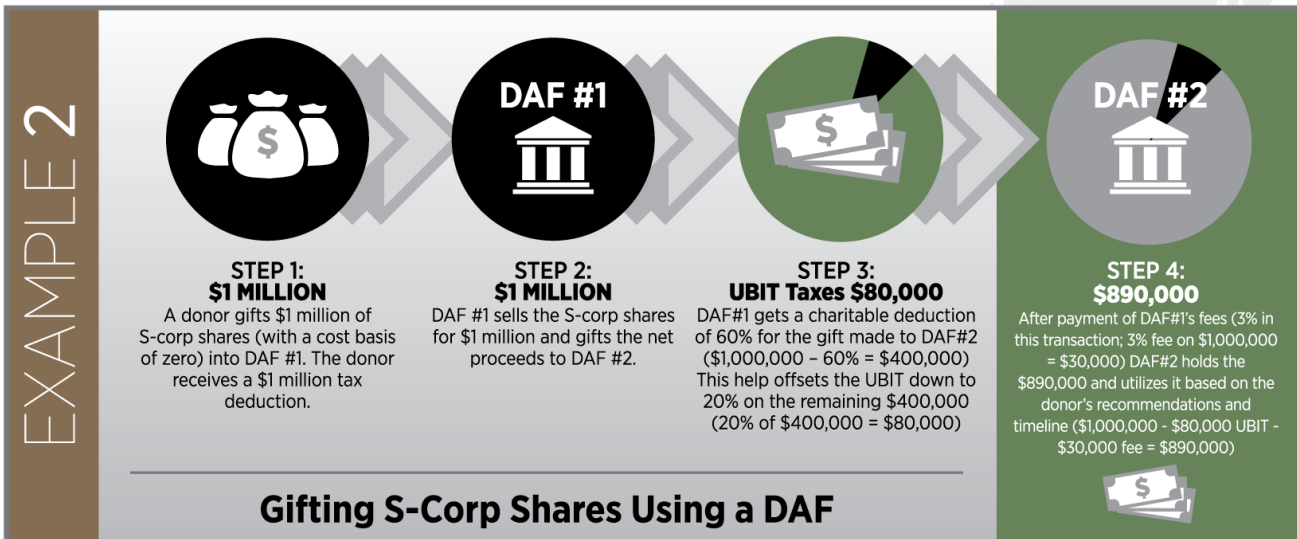 EXAMPLE 2
$
STEP 1:
$1 MILLION
A donor gifts $1 million of
S-corp shares (with a cost basis
of zero) into DAF #1. The donor
receives a $1 million tax
deduction.
DAF #1
STEP 2:
$1 MILLION
DAF #1 sells the S-corp shares
for $1 million and gifts the net
proceeds to DAF #2.
$
STEP 3:
UBIT Taxes $80,000
DAF#1 gets a charitable deduction
of 60% for the gift made to DAF#2
($1,000,000 – 60% = $400,000)
This help offsets the UBIT down to
20% on the remaining $400,000
(20% of $400,000 = $80,000)
DAF #2
STEP 4:
$890,000
After payment of DAF#1's fees (3% in
this transaction; 3% fee on $1,000,000
= $30,000) DAF#2 holds the
$890,000 and utilizes it based on the
donor's recommendations and
timeline ($1,000,000 - $80,000 UBIT -
$30,000 fee = $890,000)
$
Gifting S-Corp Shares Using a DAF